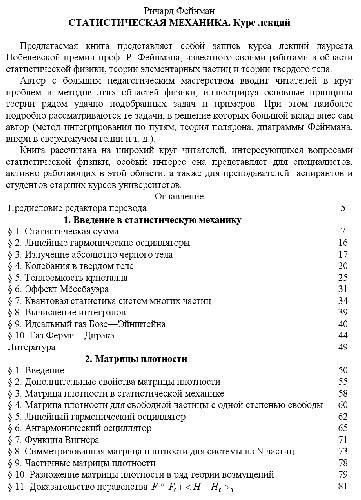 Ричард Фейнман
СТАТИСТИЧЕСКАЯ МЕХАНИКА. Курс лекций
Предлагаемая книга представляет собой запись курса лекций лауреата
Нобелевской премии проф. Р. Фейнмана, известного своими работами в области
статистической физики, теории элементарных частиц и теории твердого тела.
Автор с большим педагогическим мастерством вводит читателей в круг
проблем и методов этих областей физики, иллюстрируя основные принципы
теории рядом удачно подобранных задач и примеров. При этом наиболее
подробно рассматриваются те задачи, в решение которых большой вклад внес сам
автор (метод интегрирования по путям, теория полярона, диаграммы Фейнмана,
вихри в сверхтекучем гелии и т. д.).
Книга рассчитана на широкий круг читателей, интересующихся вопросами
статистической физики, особый интерес она представляет для специалистов,
активно работающих в этой области, а также для преподавателей, аспирантов и
студентов старших курсов университетов.
Оглавление
Предисловие редактора перевода 5
1. Введение в статистическую механику
§ 1. Статистическая сумма 7
§ 2. Линейные гармонические осцилляторы 16
§ 3. Излучение абсолютно черного тела 17
§ 4. Колебания в твердом теле 20
§ 5. Теплоемкость кристалла 25
§ 6. Эффект Мёссбауэра 31
§ 7. Квантовая статистика систем многих частиц 34
§ 8. Вычисление интегралов 39
§ 9. Идеальный газ Бозе—Эйнштейна 40
§ 10. Газ Ферми—Дирака 44
Литература 49
2. Матрицы плотности
§ 1. Введение 50
§ 2. Дополнительные свойства матрицы плотности 55
§ 3. Матрица плотности в статистической механике 58
§ 4. Матрица плотности для свободной частицы с одной степенью свободы 60
§ 5. Линейный гармонический осциллятор 62
§ 6. Ангармонический осциллятор 65
§ 7. Функция Вигнера 71
§ 8. Симметризованная матрица плотности для системы из N частиц 73
§ 9. Частичные матрицы плотности 78
§ 10. Разложение матрицы плотности в ряд теории возмущений 79
§ 11. Доказательство неравенства 81